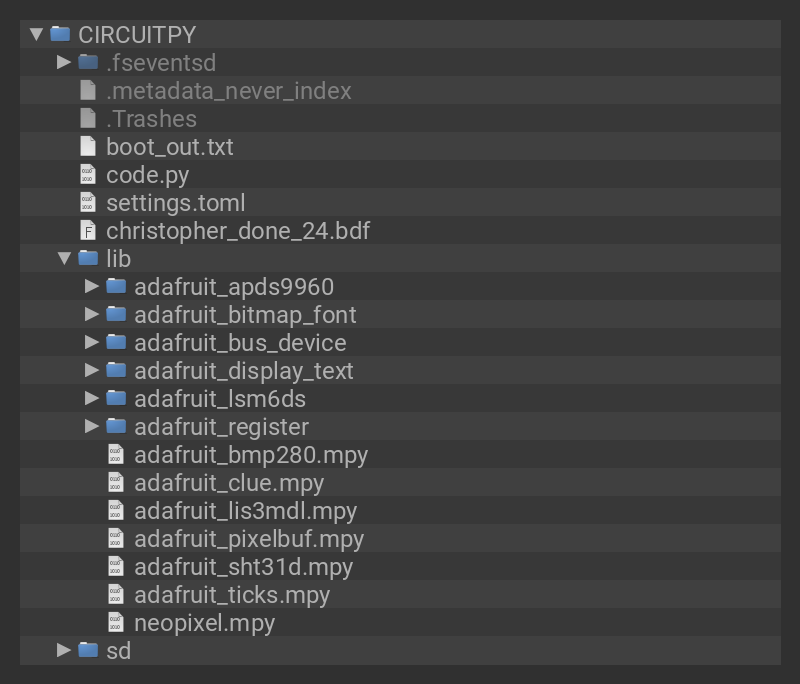 CIRCUITPY
.fseventsd
.metadata_never_index
.Trashes
boot_out.txt
code.py
settings.toml
christopher_done_24.bdf
lib
adafruit_apds9960
adafruit_bitmap_font
adafruit_bus_device
adafruit_display_text
adafruit_lsm6ds
adafruit_register
adafruit_bmp280.mpy
adafruit_clue.mpy
adafruit_lis3mdl.mpy
adafruit_pixelbuf.mpy
adafruit_sht31d.mpy
adafruit_ticks.mpy
neopixel.mpy
sd